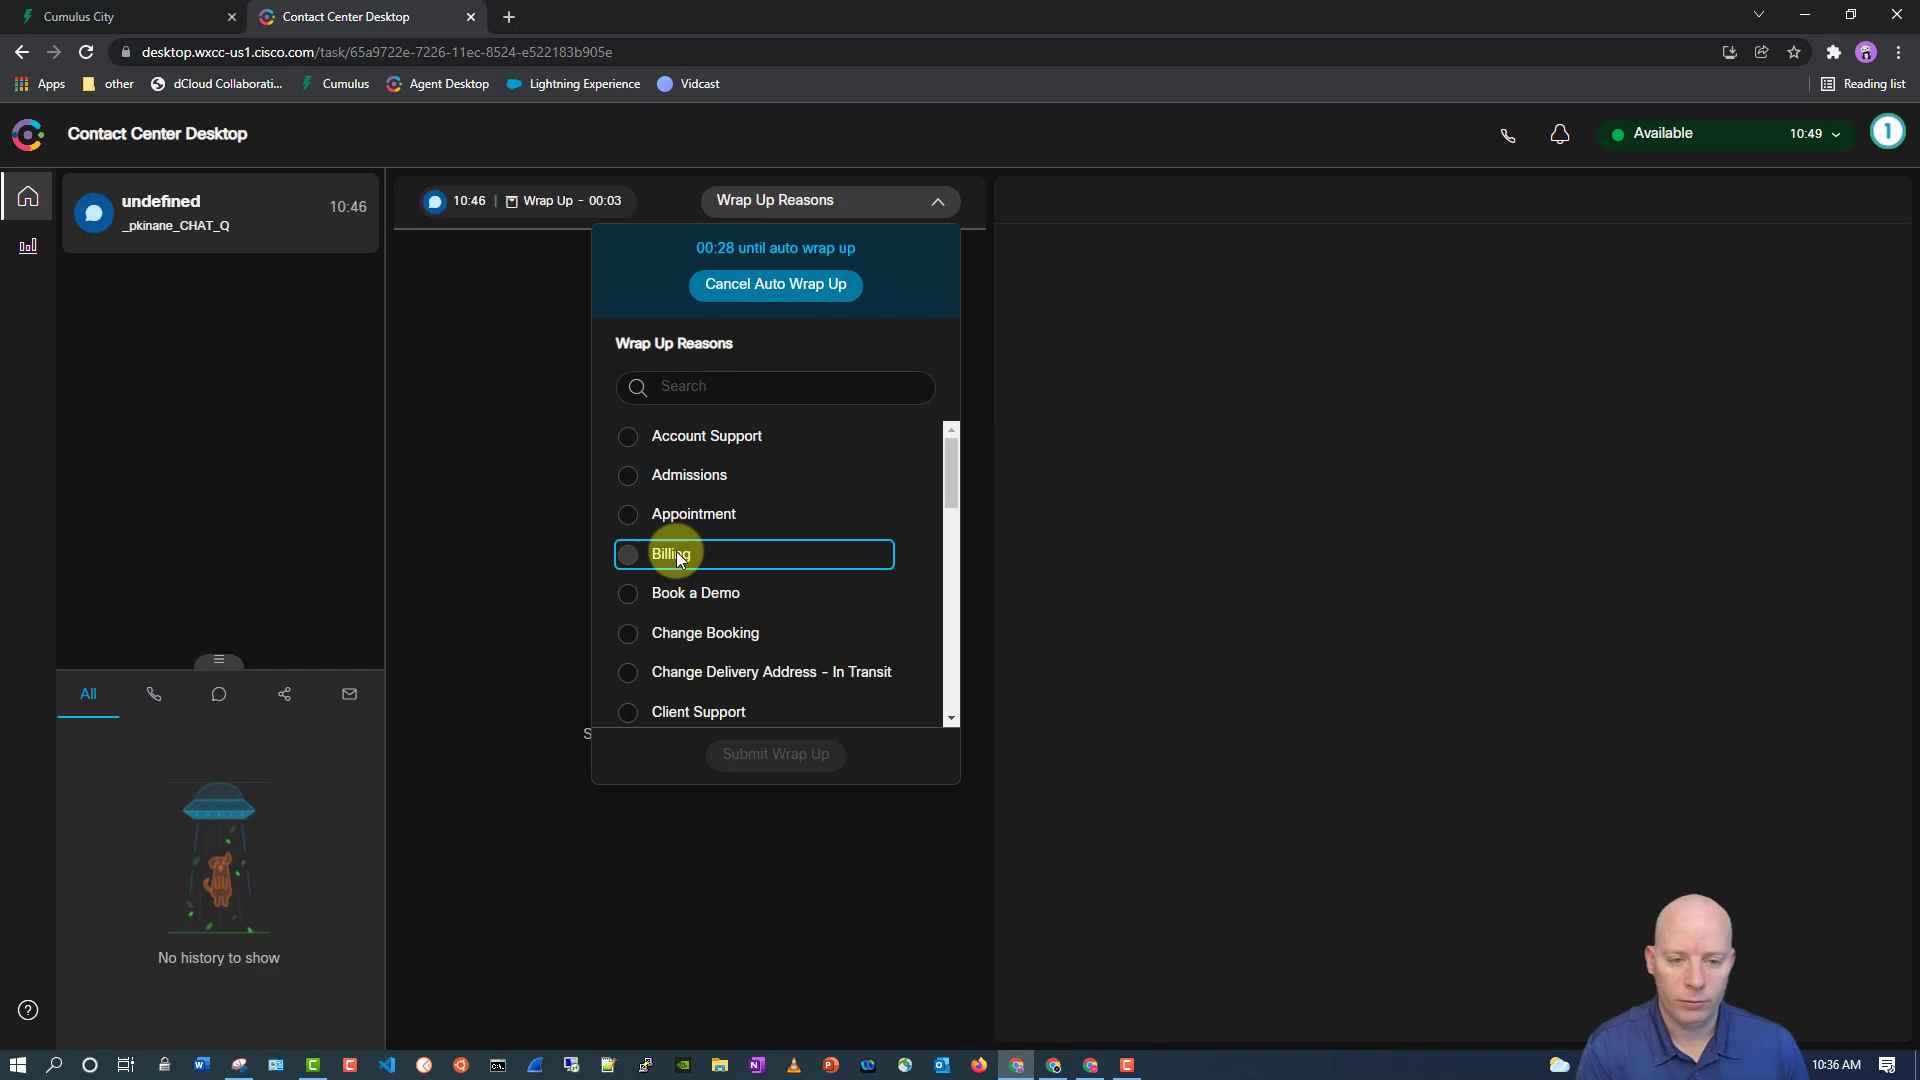 Cumulus City
Contact Center Desktop
desktop.wxcc-us1.cisco.com/task/65a9722e-7226-11ec-8524-e522183b905e
Apps
other
dCloud Collaborati...
Cumulus
Agent Desktop
Lightning Experience
Vidcast
Reading list
Contact Center Desktop
Available
10:49
1
undefined
_pkinane_CHAT_Q
10:46
10:46 | Wrap Up - 00:03
Wrap Up Reasons
00:28 until auto wrap up
Cancel Auto Wrap Up
Wrap Up Reasons
Search
Account Support
Admissions
Appointment
Billing
Book a Demo
Change Booking
Change Delivery Address - In Transit
Client Support
S
Submit Wrap Up
All
No history to show
10:36 AM